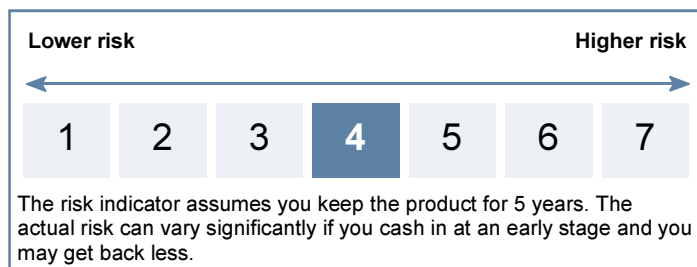 Lower risk Higher risk
1 2 3 4 5 6 7
The risk indicator assumes you keep the product for 5 years. The
actual risk can vary significantly if you cash in at an early stage and you
may get back less.